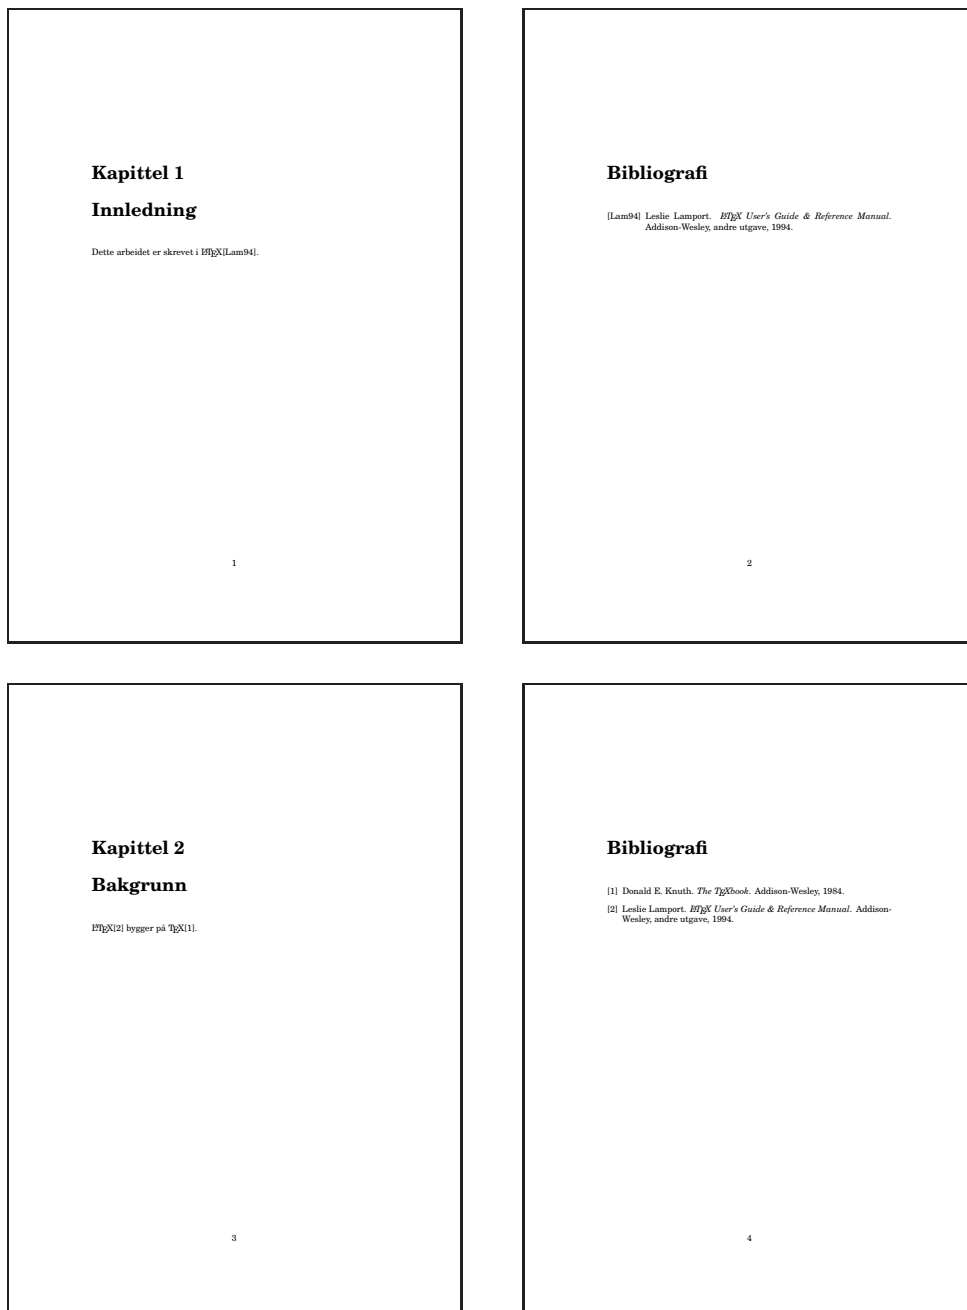 Kapittel 1
Innledning
Dette arbeidet er skrevet i LATEX[Lam94].
1
Bibliografi
[Lam94] Leslie Lamport. LATEX User's Guide & Reference Manual.
Addison-Wesley, andre utgave, 1994.
2
Kapittel 2
Bakgrunn
LATEX[2] bygger på TEX[1].
3
Bibliografi
[1] Donald E. Knuth. The TEXbook. Addison-Wesley, 1984.
[2] Leslie Lamport. LATEX User's Guide & Reference Manual. Addison-
Wesley, andre utgave, 1994.
4